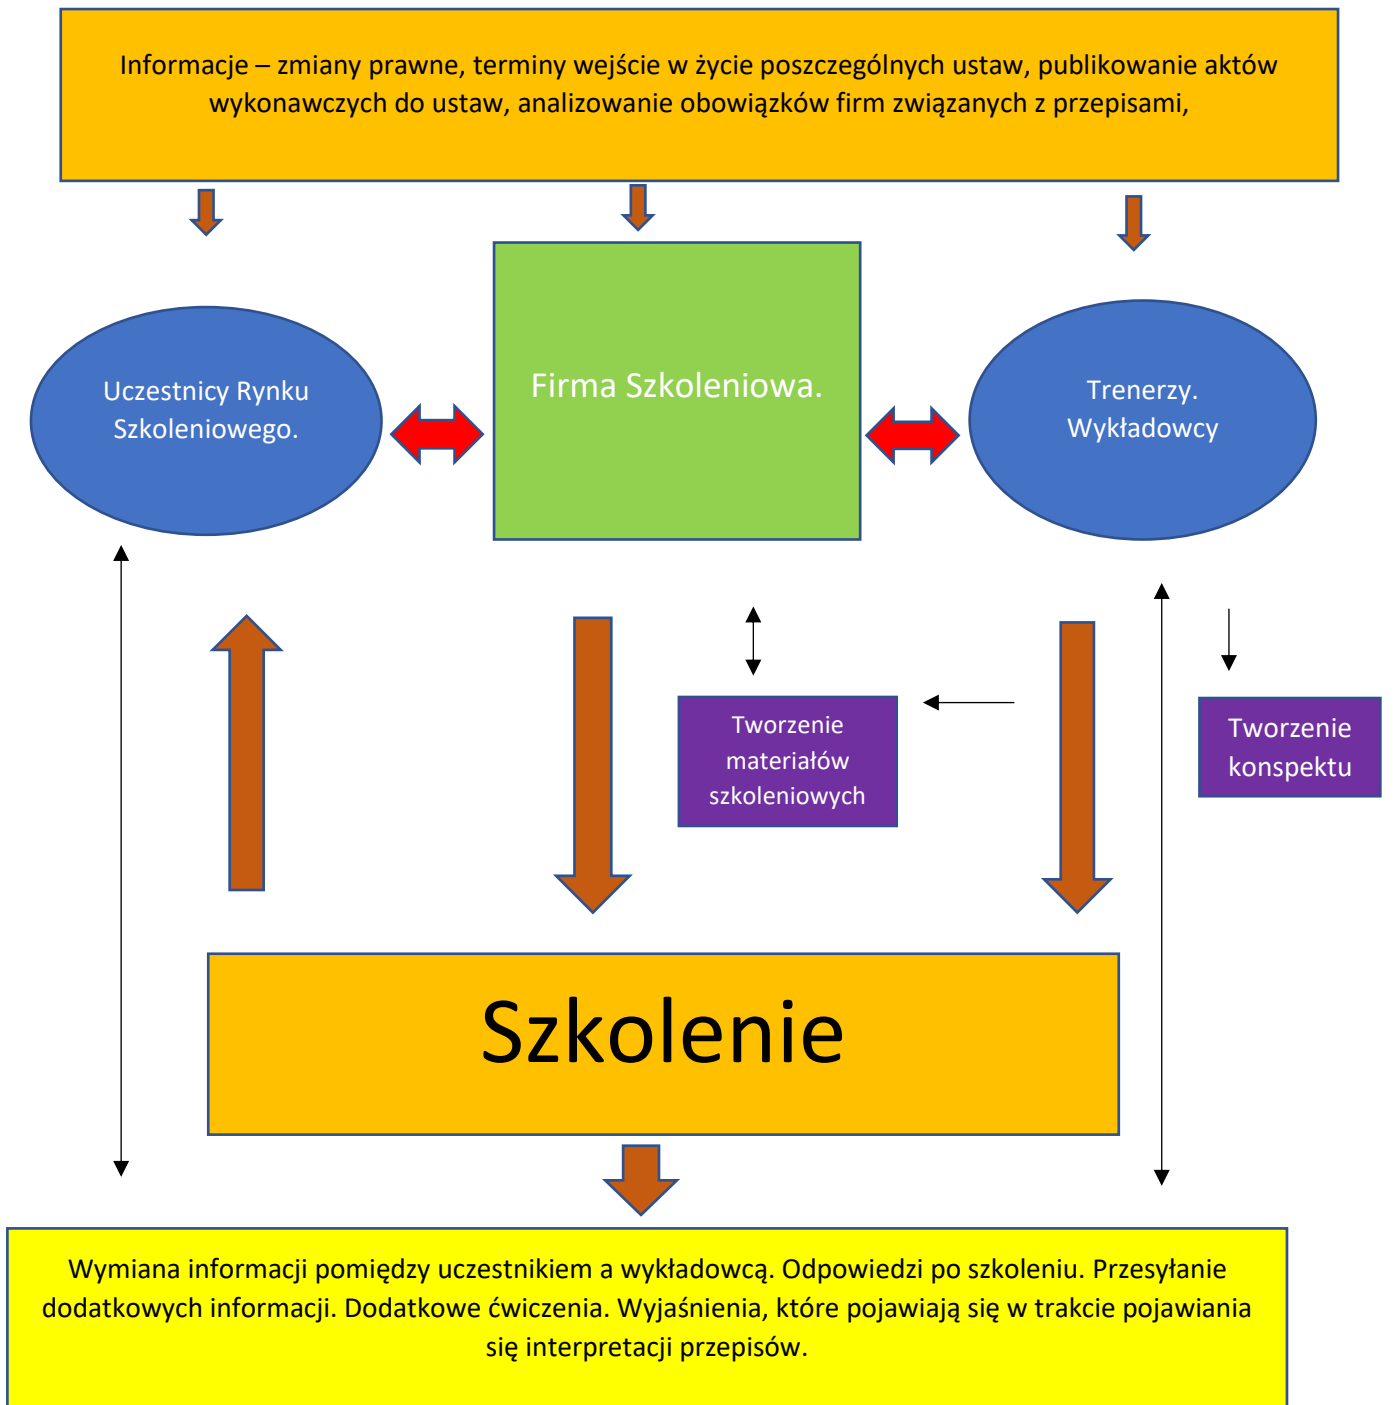 Informacje – zmiany prawne, terminy wejście w życie poszczególnych ustaw, publikowanie aktów
wykonawczych do ustaw, analizowanie obowiązków firm związanych z przepisami,
Uczestnicy Rynku
Szkoleniowego.
Firma Szkoleniowa.
Trenerzy.
Wykładowcy
Tworzenie
materiałów
szkoleniowych
Tworzenie
konspektu
Szkolenie
Wymiana informacji pomiędzy uczestnikiem a wykładowcą. Odpowiedzi po szkoleniu. Przesyłanie
dodatkowych informacji. Dodatkowe ćwiczenia. Wyjaśnienia, które pojawiają się w trakcie pojawiania
się interpretacji przepisów.